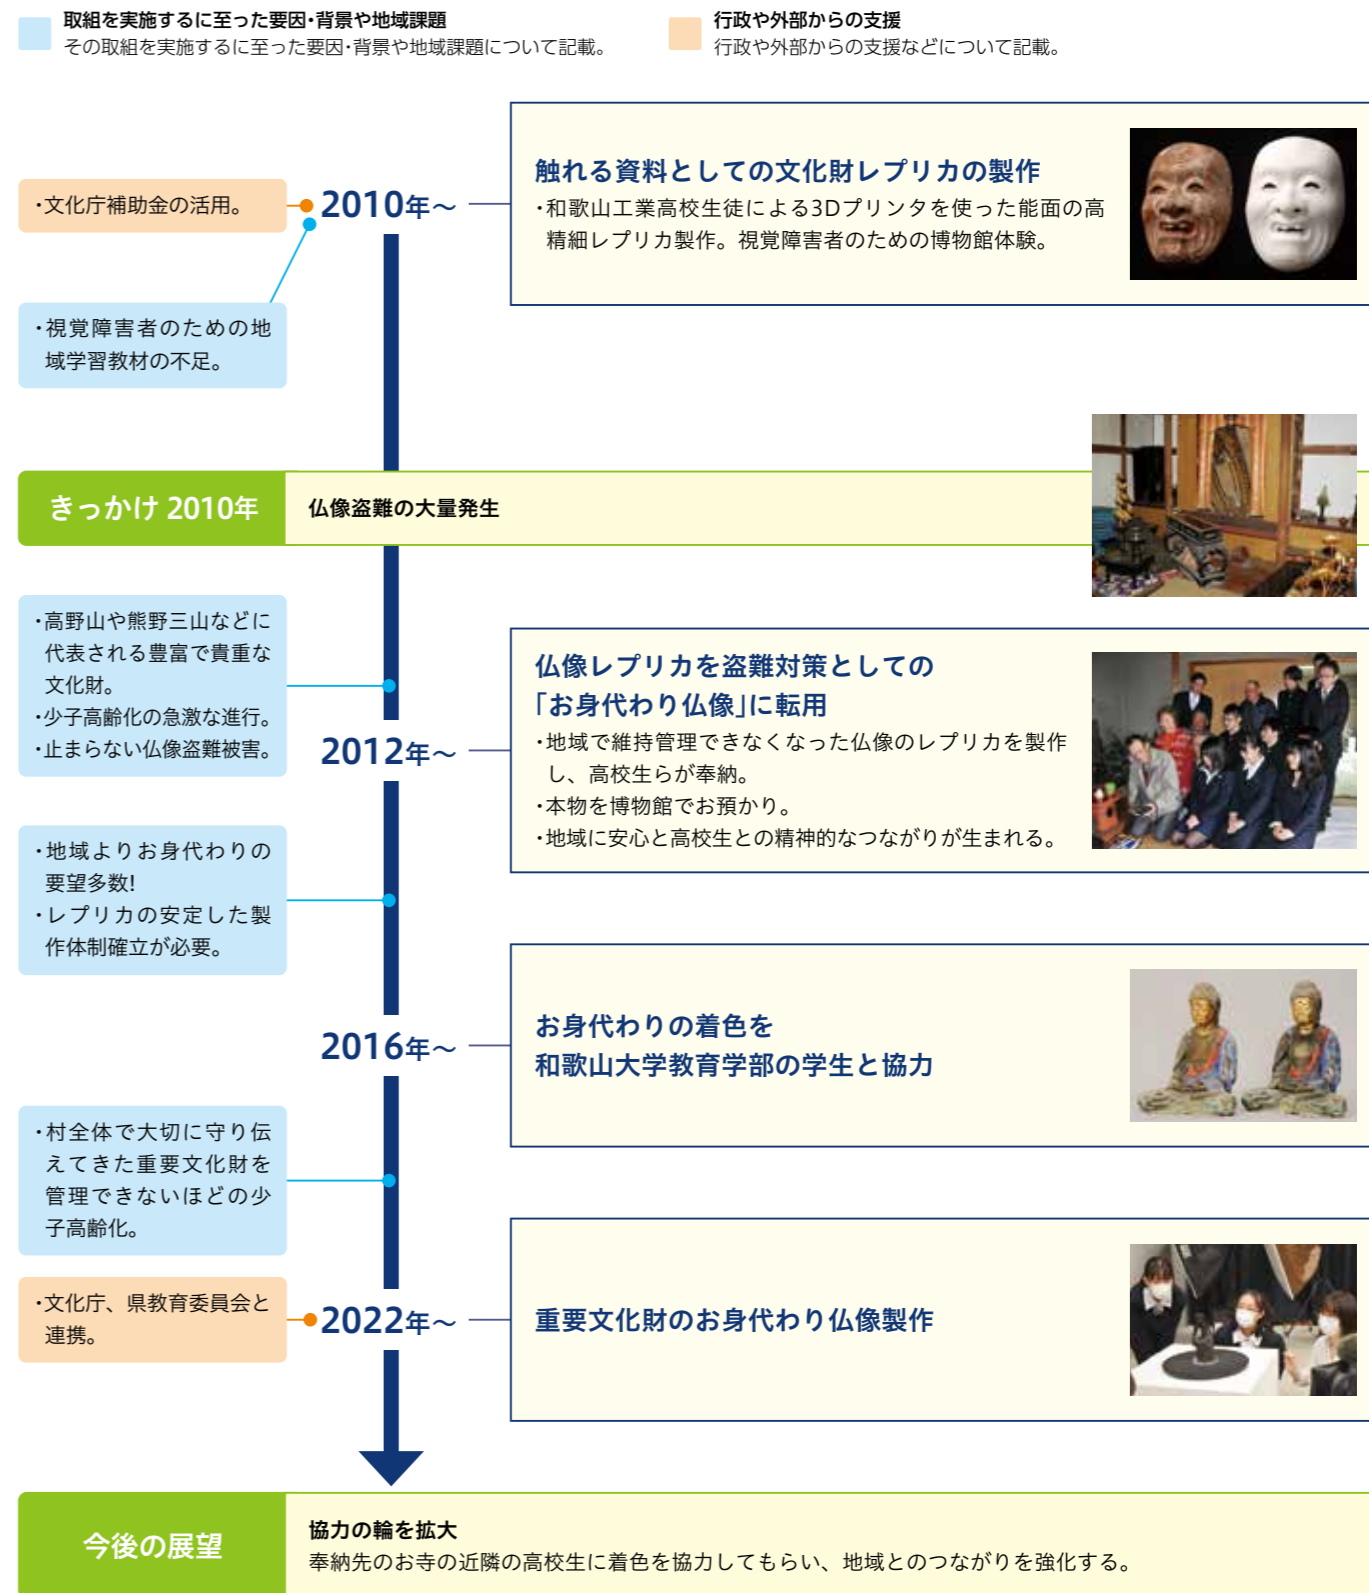 取組を実施するに至った要因・背景や地域課題
その取組を実施するに至った要因・背景や地域課題について記載。
行政や外部からの支援
行政や外部からの支援などについて記載。
・文化庁補助金の活用。
2010年～
触れる資料としての文化財レプリカの製作
・和歌山工業高校生徒による3Dプリンタを使った能面の高
精細レプリカ製作。視覚障害者のための博物館体験。
・視覚障害者のための地
域学習教材の不足。
きっかけ 2010年
仏像盗難の大量発生
・高野山や熊野三山などに
代表される豊富で貴重な
文化財。
・少子高齢化の急激な進行。
・止まらない仏像盗難被害。
2012年～
仏像レプリカを盗難対策としての
「お身代わり仏像」に転用
・地域で維持管理できなくなった仏像のレプリカを製作
し、高校生らが奉納。
・本物を博物館でお預かり。
・地域に安心と高校生との精神的なつながりが生まれる。
・地域よりお身代わりの
要望多数!
・レプリカの安定した製
作体制確立が必要。
2016年～
お身代わりの着色を
和歌山大学教育学部の学生と協力
・村全体で大切に守り伝
えてきた重要文化財を
管理できないほどの少
子高齢化。
・文化庁、県教育委員会と
連携。
2022年～
重要文化財のお身代わり仏像製作
今後の展望
協力の輪を拡大
奉納先のお寺の近隣の高校生に着色を協力してもらい、地域とのつながりを強化する。